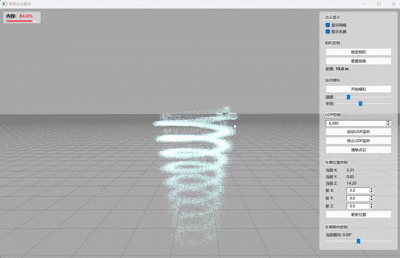 内存: 84.0%
点云显示
显示网格
显示车辆
相机控制
锁定相机
重置视角
距离: 15.0 m
运动模拟
开始模拟
速度:
半径:
UDP控制
启动UDP监听
停止UDP监听
清除点云
车辆位置控制
当前 X: 3.31
当前 Y: 0.85
当前 Z: 14.20
新 X: 0.0
新 Y: 0.0
新 Z: 0.0
更新位置
车辆朝向控制
当前朝向: 0.00°